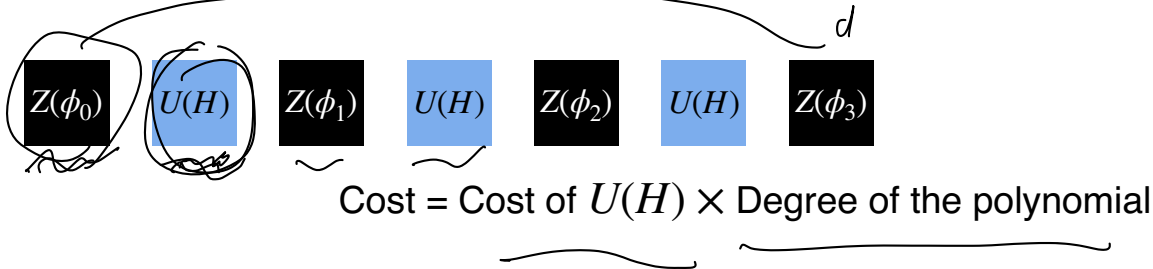 d
Z(ϕ₀) U(H) Z(ϕ₁) U(H) Z(ϕ₂) U(H) Z(ϕ₃)
Cost = Cost of U(H) × Degree of the polynomial